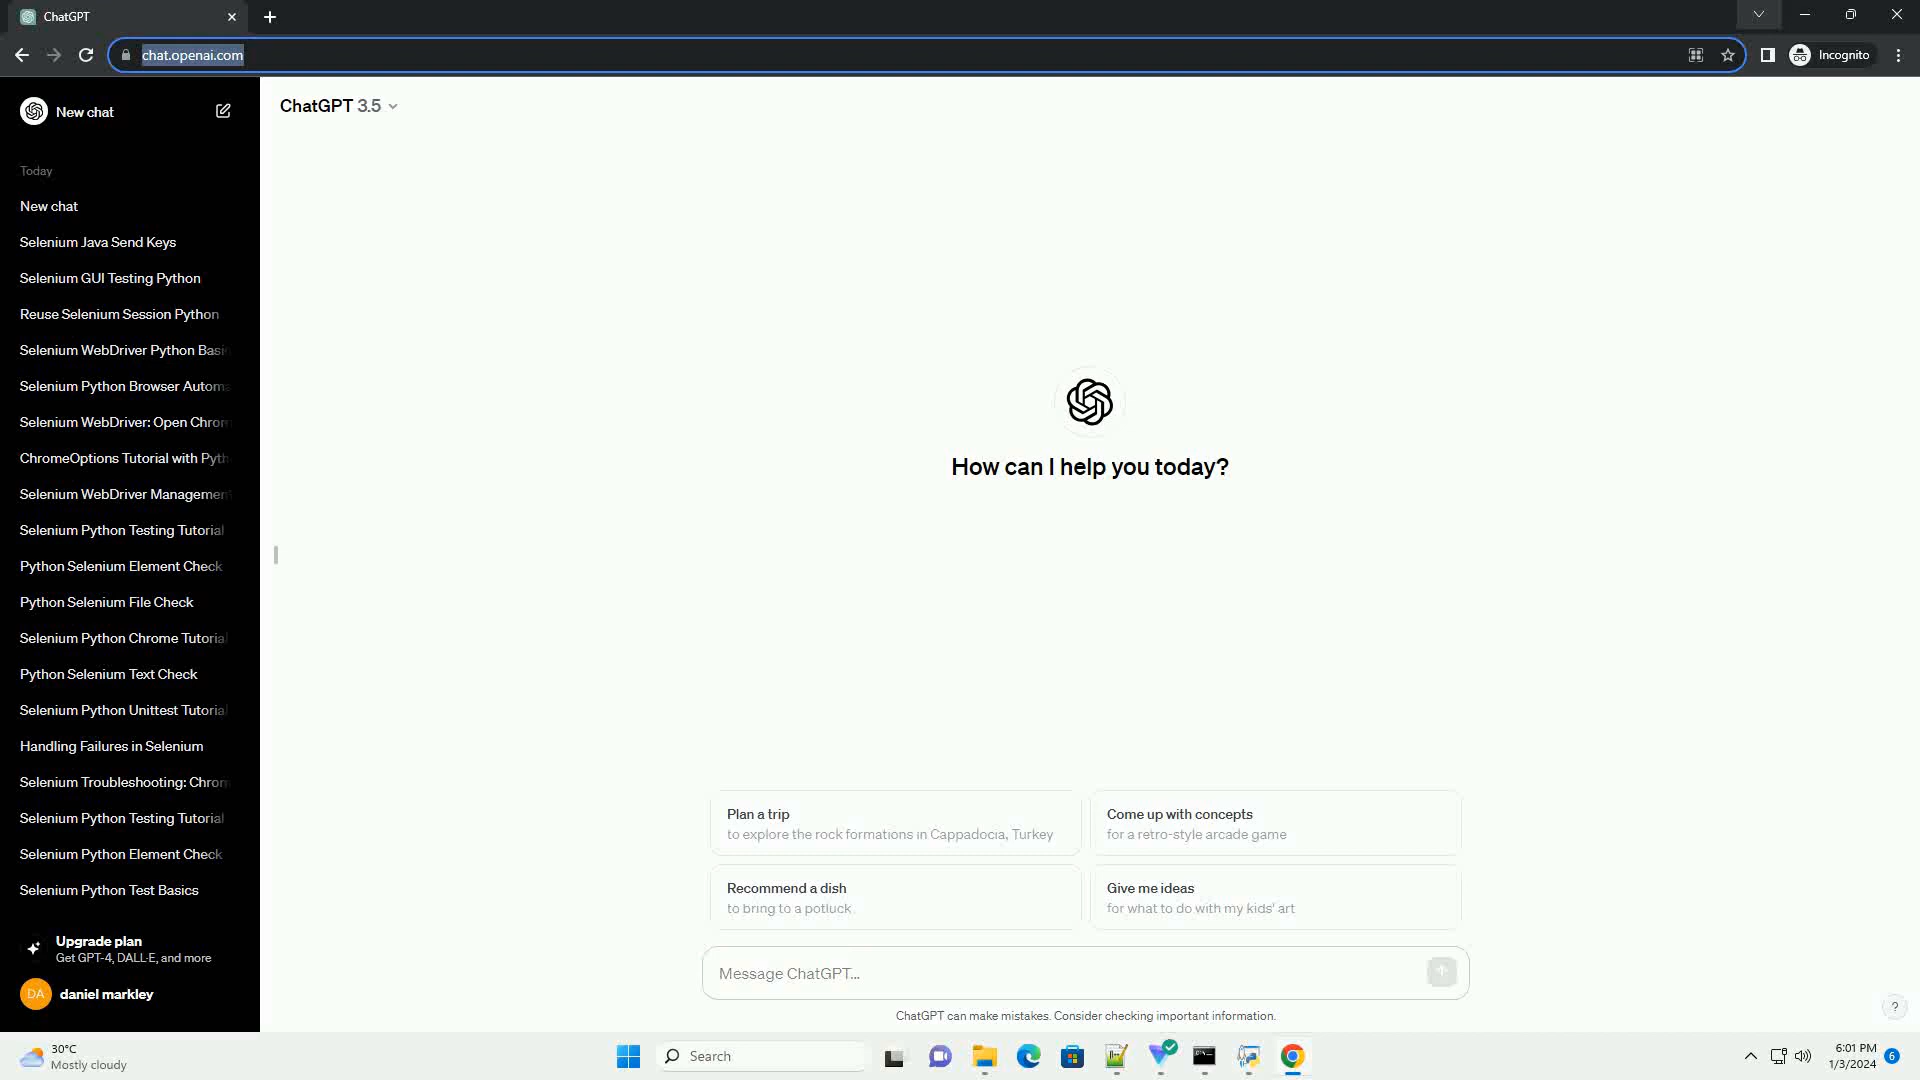 ChatGPT
chat.openai.com
Incognito
New chat
ChatGPT 3.5
Today
New chat
Selenium Java Send Keys
Selenium GUI Testing Python
Reuse Selenium Session Python
Selenium WebDriver Python Basi
Selenium Python Browser Automa
Selenium WebDriver: Open Chrom
ChromeOptions Tutorial with Pyth
Selenium WebDriver Management
Selenium Python Testing Tutorial
Python Selenium Element Check
Python Selenium File Check
Selenium Python Chrome Tutorial
Python Selenium Text Check
Selenium Python Unittest Tutorial
Handling Failures in Selenium
Selenium Troubleshooting: Chrom
Selenium Python Testing Tutorial
Selenium Python Element Check
Selenium Python Test Basics
Upgrade plan
Get GPT-4, DALL·E, and more
DA daniel markley
How can I help you today?
Plan a trip
to explore the rock formations in Cappadocia, Turkey
Come up with concepts
for a retro-style arcade game
Recommend a dish
to bring to a potluck
Give me ideas
for what to do with my kids' art
Message ChatGPT...
ChatGPT can make mistakes. Consider checking important information.
?
30°C
Mostly cloudy
Search
6:01 PM
1/3/2024
6